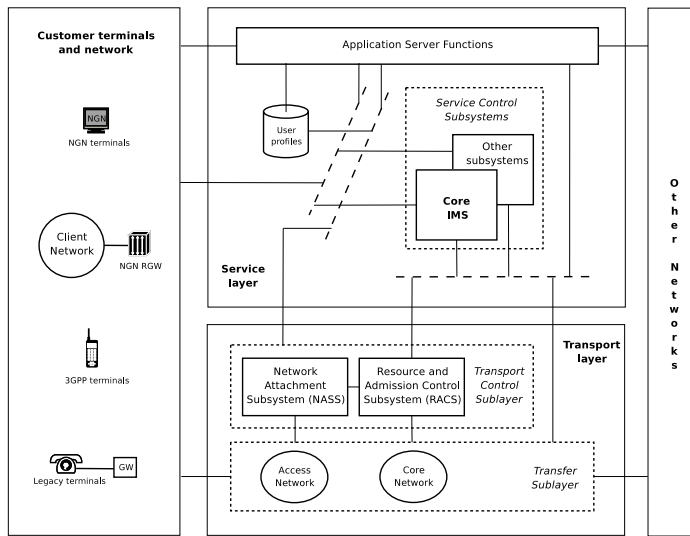 Customer terminals
and network
NGN
NGN terminals
Client
Network
NGN RGW
3GPP terminals
GW
Legacy terminals
Application Server Functions
User
profiles
Service Control
Subsystems
Other
subsystems
Core
IMS
Service
layer
Transport
layer
Network
Attachment
Subsystem (NASS)
Resource and
Admission Control
Subsystem (RACS)
Transport
Control
Sublayer
Access
Network
Core
Network
Transfer
Sublayer
Other Networks